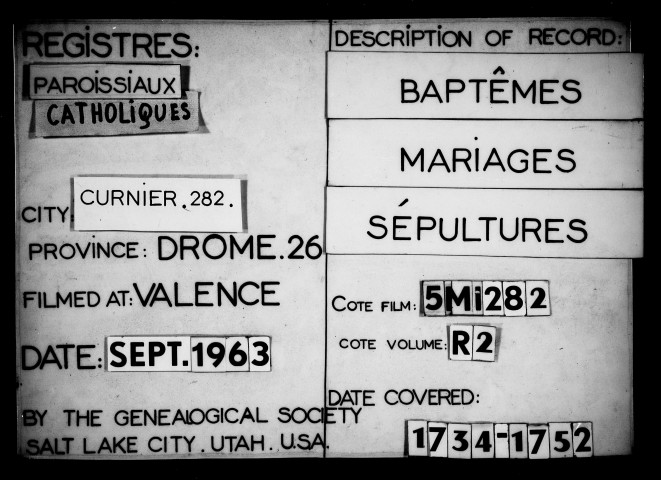 REGISTRES:
PAROISSIAUX
CATHOLIQUES
CITY: CURNIER.282.
PROVINCE: DROME.26
FILMED AT: VALENCE
DATE: SEPT.1963
BY THE GENEALOGICAL SOCIETY
SALT LAKE CITY. UTAH. U.S.A.
DESCRIPTION OF RECORD:
BAPTÊMES
MARIAGES
SÉPULTURES
COTE FILM: 5Mi282
COTE VOLUME: R2
DATE COVERED:
1734-1752